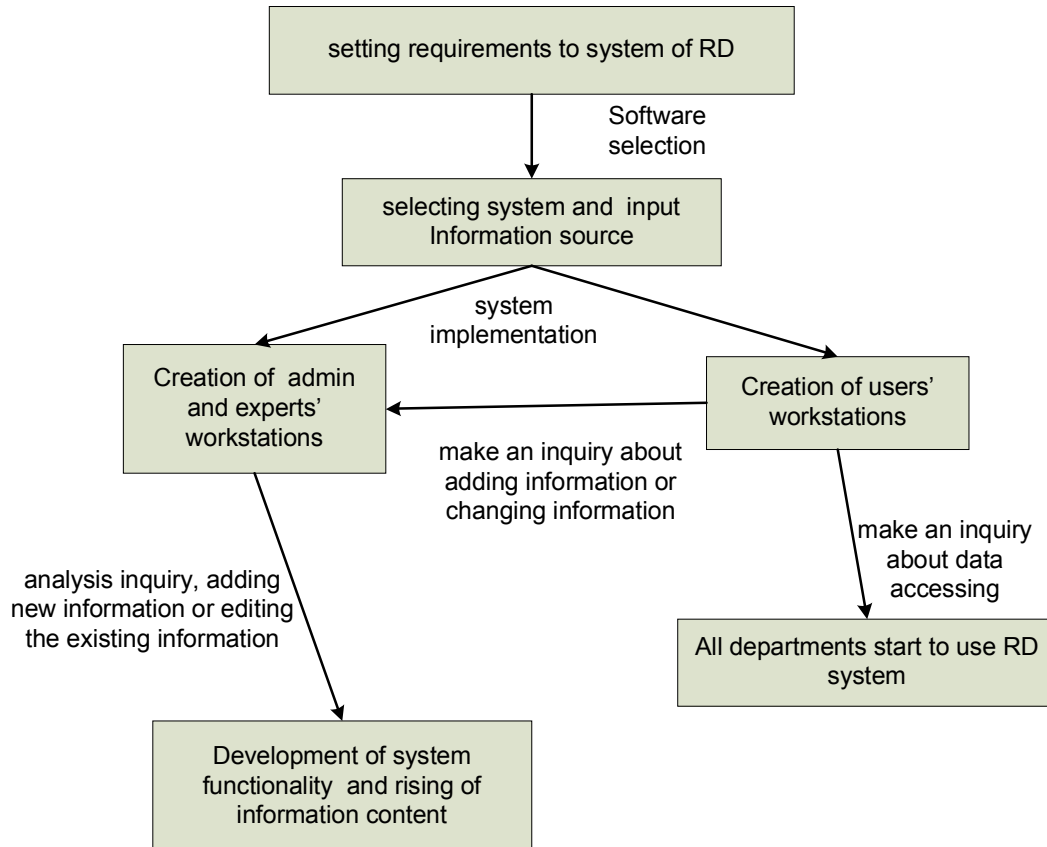 setting requirements to system of RD
Software
selection
selecting system and input
Information source
system
implementation
Creation of admin
and experts’
workstations
Creation of users’
workstations
make an inquiry about
adding information or
changing information
make an inquiry
about data
accessing
analysis inquiry, adding
new information or editing
the existing information
All departments start to use RD
system
Development of system
functionality and rising of
information content